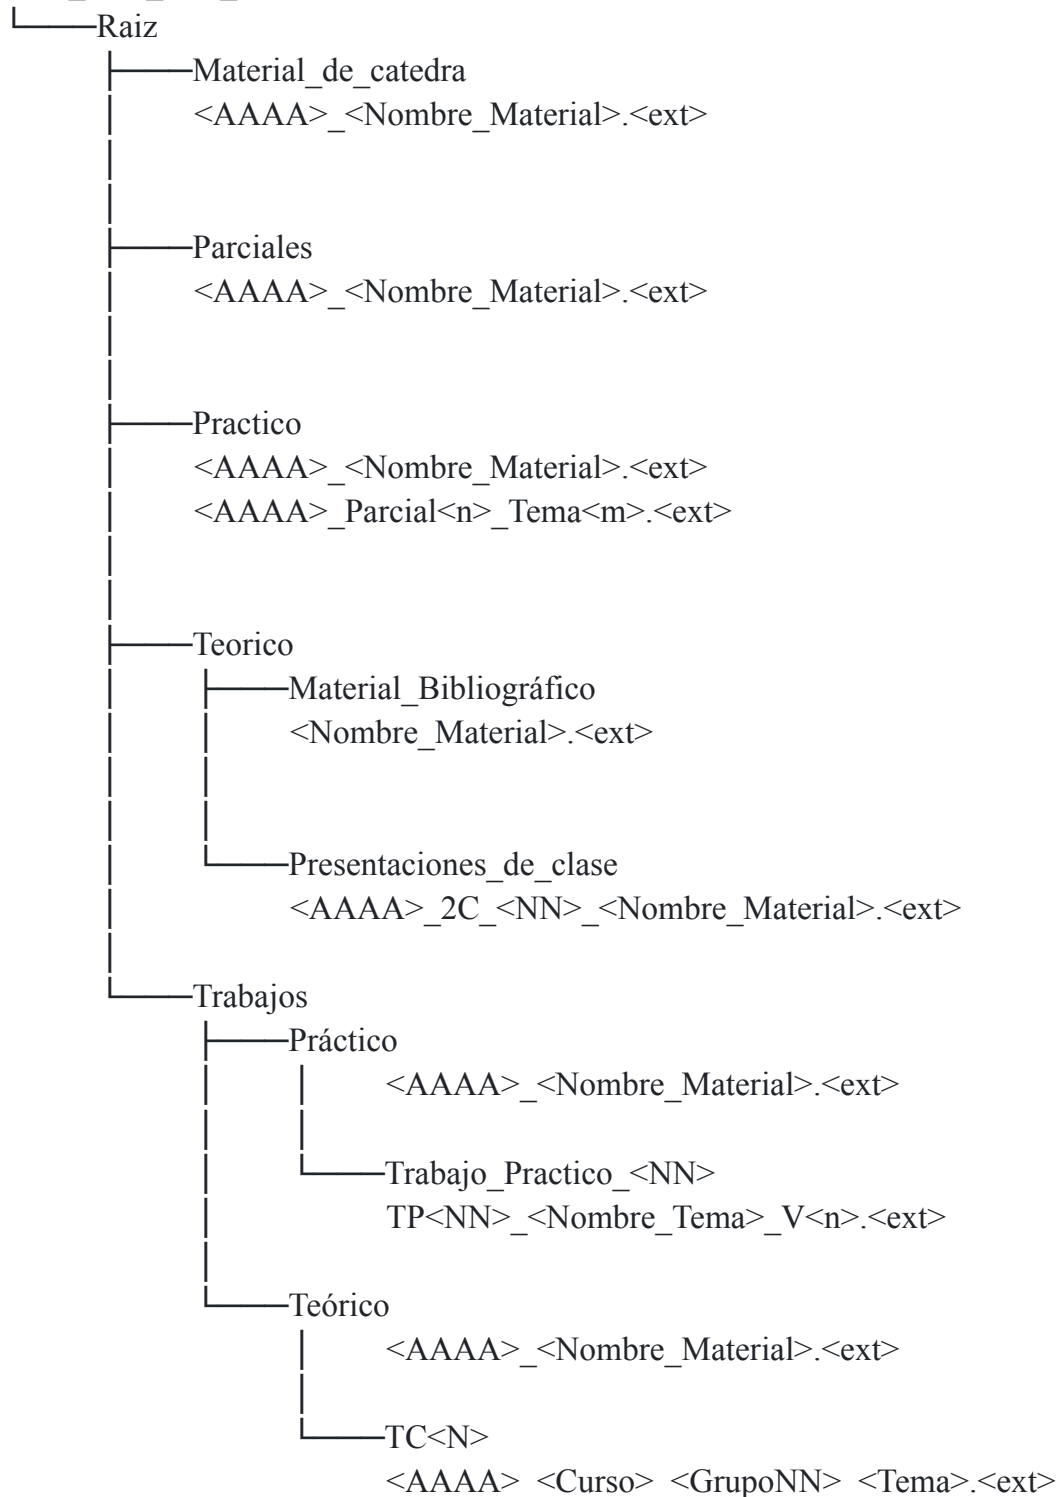 Raiz
Material_de_catedra
<AAAA>_<Nombre_Material>.<ext>
Parciales
<AAAA>_<Nombre_Material>.<ext>
Practico
<AAAA>_<Nombre_Material>.<ext>
<AAAA>_Parcial<n>_Tema<m>.<ext>
Teorico
Material_Bibliográfico
<Nombre_Material>.<ext>
Presentaciones_de_clase
<AAAA>_2C_<NN>_<Nombre_Material>.<ext>
Trabajos
Práctico
<AAAA>_<Nombre_Material>.<ext>
Trabajo_Practico_<NN>
TP<NN>_<Nombre_Tema>_V<n>.<ext>
Teórico
<AAAA>_<Nombre_Material>.<ext>
TC<N>
<AAAA>_<Curso>_<GrupoNN>_<Tema>.<ext>